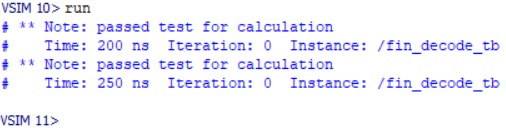 VSIM 10> run
# ** Note: passed test for calculation
#    Time: 200 ns  Iteration: 0  Instance: /fin_decode_tb
# ** Note: passed test for calculation
#    Time: 250 ns  Iteration: 0  Instance: /fin_decode_tb
VSIM 11>